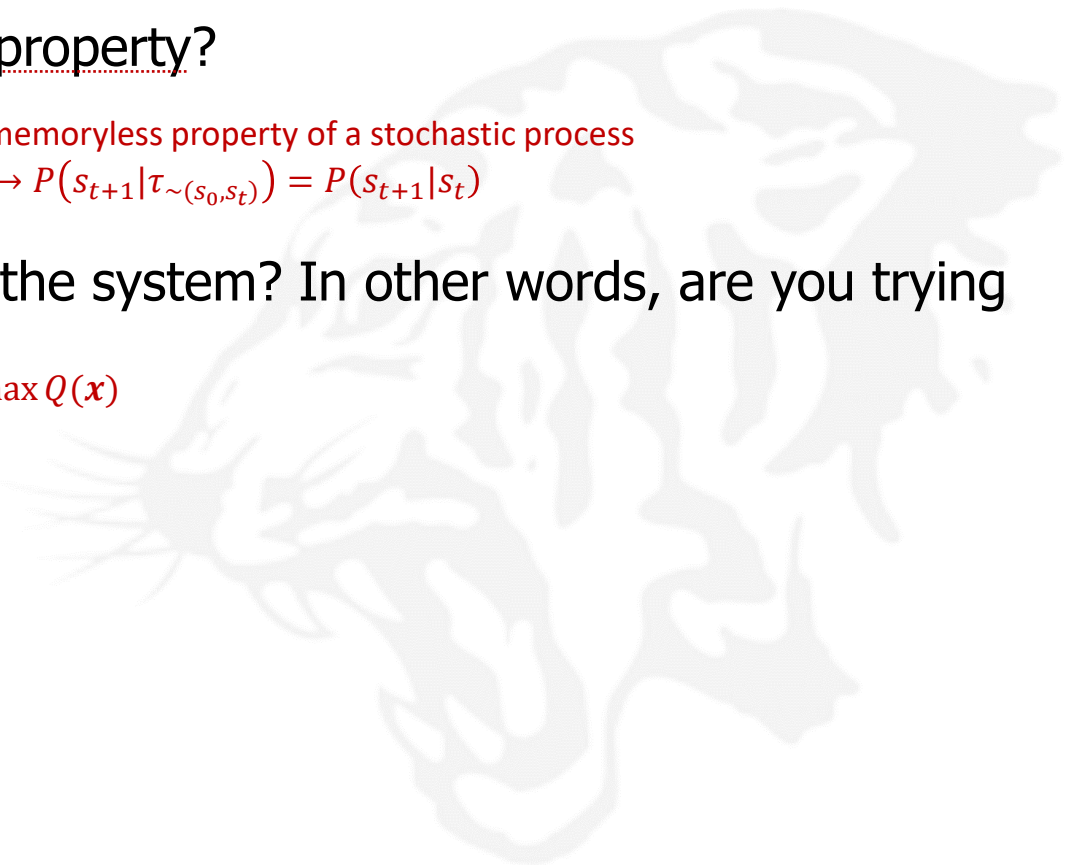 property?
memoryless property of a stochastic process
→ P(s_{t+1}|τ_{~(s_0,s_t)}) = P(s_{t+1}|s_t)
the system? In other words, are you trying
ax Q(x)